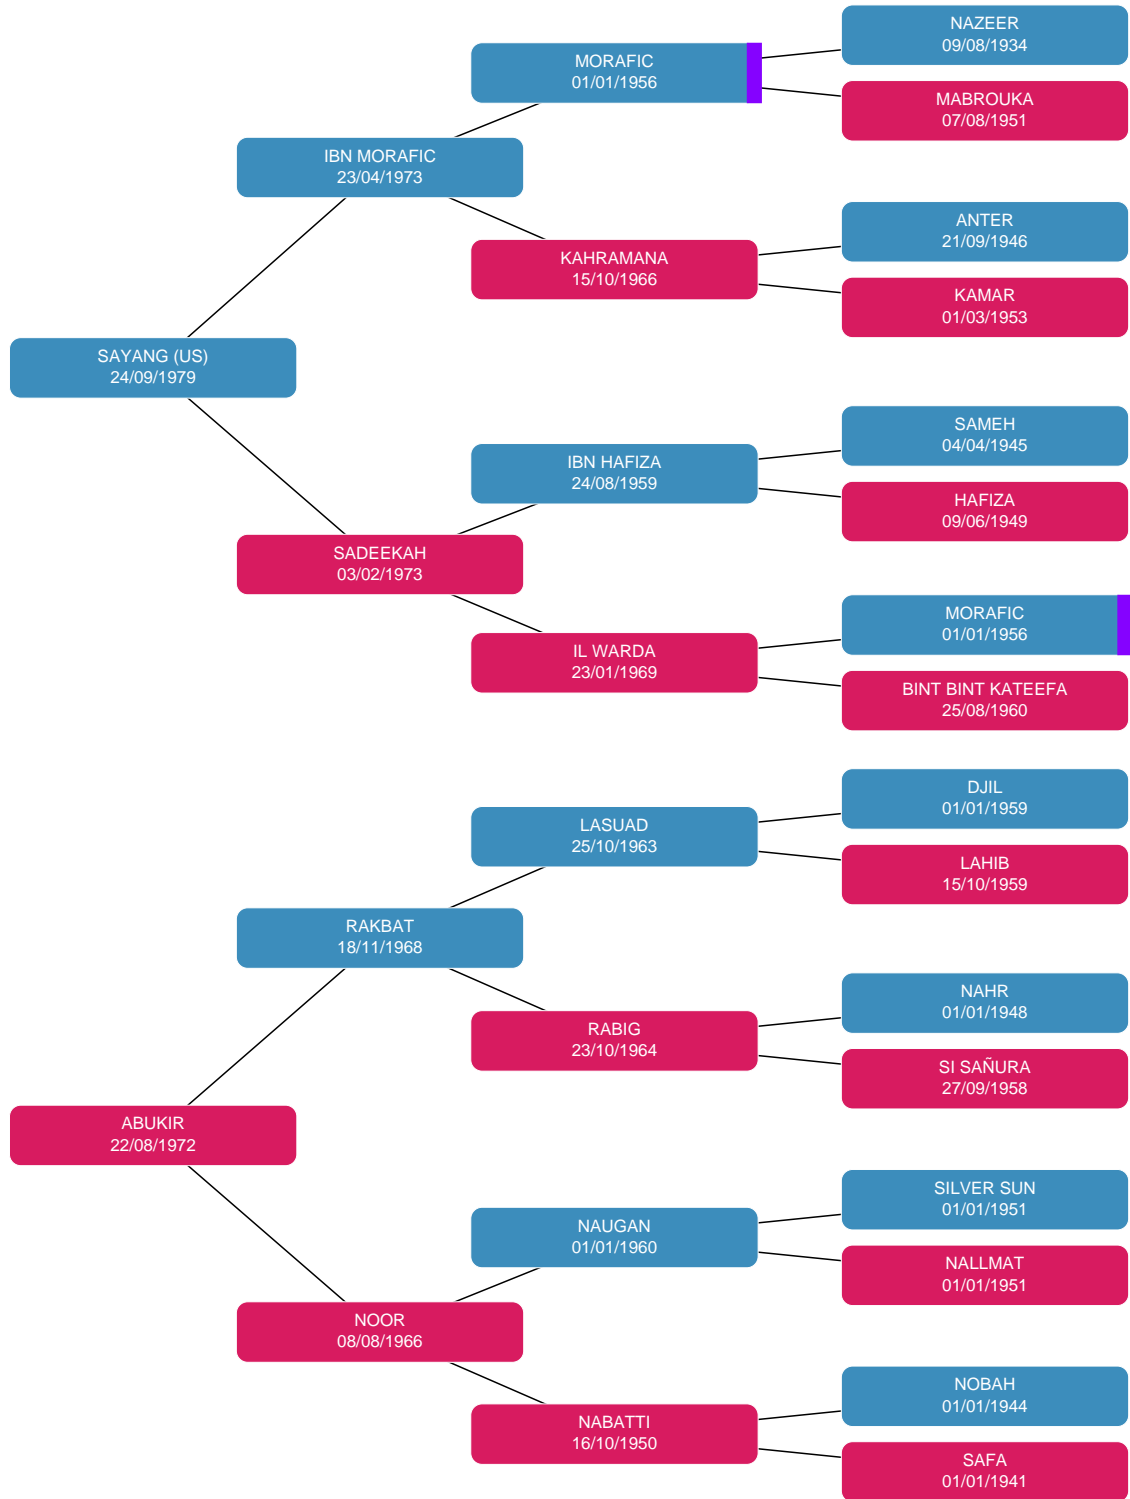 NAZEER
09/08/1934
MORAFIC
01/01/1956
MABROUKA
07/08/1951
IBN MORAFIC
23/04/1973
ANTER
21/09/1946
KAHRAMANA
15/10/1966
KAMAR
01/03/1953
SAYANG (US)
24/09/1979
SAMEH
04/04/1945
IBN HAFIZA
24/08/1959
HAFIZA
09/06/1949
SADEEKAH
03/02/1973
MORAFIC
01/01/1956
IL WARDA
23/01/1969
BINT BINT KATEEFA
25/08/1960
DJIL
01/01/1959
LASUAD
25/10/1963
LAHIB
15/10/1959
RAKBAT
18/11/1968
NAHR
01/01/1948
RABIG
23/10/1964
SI SAÑURA
27/09/1958
ABUKIR
22/08/1972
SILVER SUN
01/01/1951
NAUGAN
01/01/1960
NALLMAT
01/01/1951
NOOR
08/08/1966
NOBAH
01/01/1944
NABATTI
16/10/1950
SAFA
01/01/1941